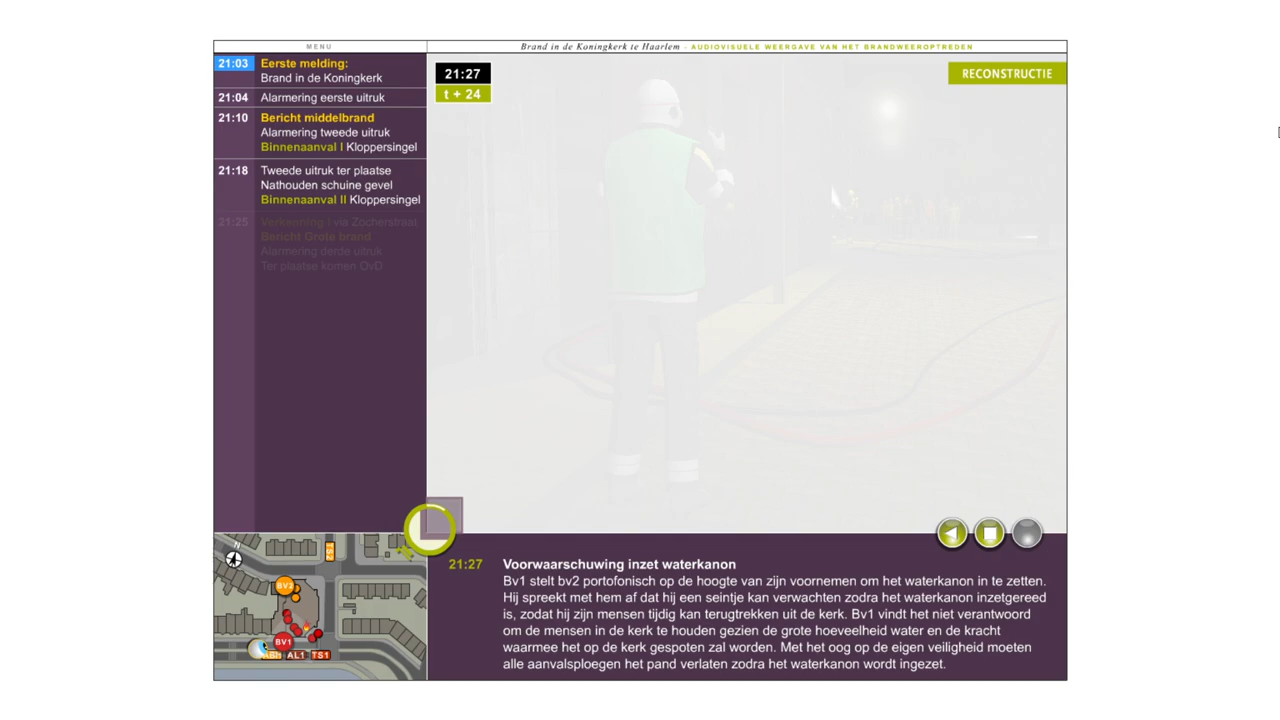 MENU
Brand in de Koningkerk te Haarlem - AUDIOVISUELE WEERGAVE VAN HET BRANDWEEROPTREDEN
21:03 Eerste melding:
Brand in de Koningkerk
21:04 Alarmering eerste uitruk
21:10 Bericht middelbrand
Alarmering tweede uitruk
Binnenaanval I Kloppersingel
21:18 Tweede uitruk ter plaatse
Nathouden schuine gevel
Binnenaanval II Kloppersingel
21:25 Verkenning I via Zocherstraat
Bericht Grote brand
Alarmering derde uitruk
Ter plaatse komen OvD
21:27
t + 24
RECONSTRUCTIE
N
TS2
BV2
BV1
AL1 TS1
21:27 Voorwaarschuwing inzet waterkanon
Bv1 stelt bv2 portofonisch op de hoogte van zijn voornemen om het waterkanon in te zetten.
Hij spreekt met hem af dat hij een seintje kan verwachten zodra het waterkanon inzetgereed
is, zodat hij zijn mensen tijdig kan terugtrekken uit de kerk. Bv1 vindt het niet verantwoord
om de mensen in de kerk te houden gezien de grote hoeveelheid water en de kracht
waarmee het op de kerk gespoten zal worden. Met het oog op de eigen veiligheid moeten
alle aanvalsploegen het pand verlaten zodra het waterkanon wordt ingezet.